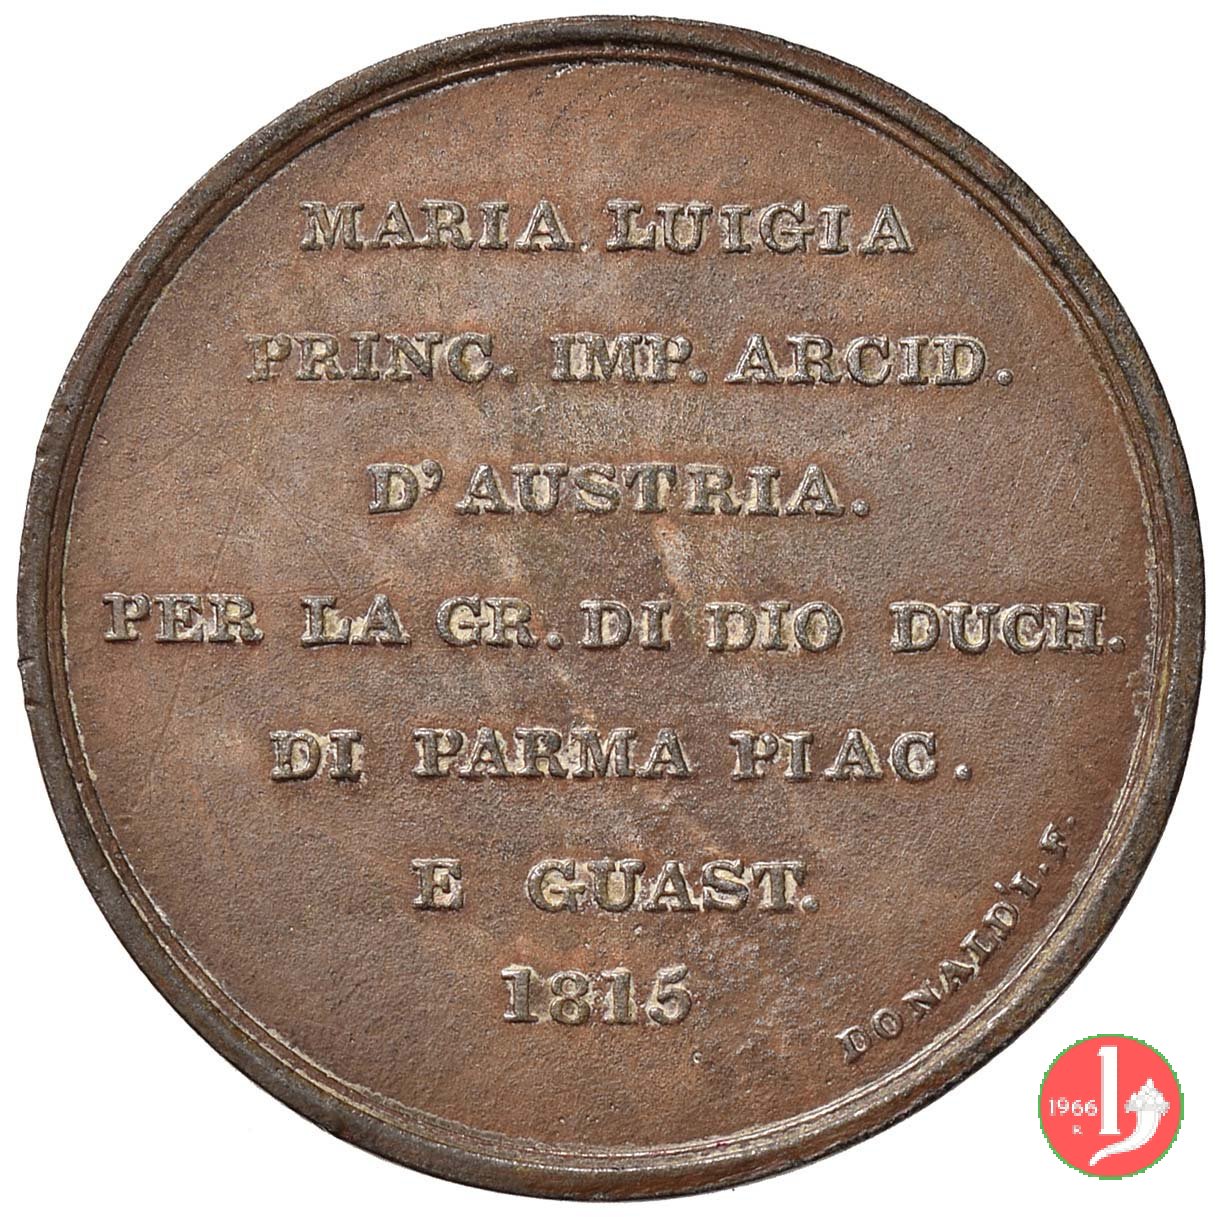 MARIA LUIGIA
PRINC. IMP. ARCID.
D'AUSTRIA.
PER LA GR. DI DIO DUCH.
DI PARMA PIAC.
E GUAST.
1815
DONALDI. F.
1966
R